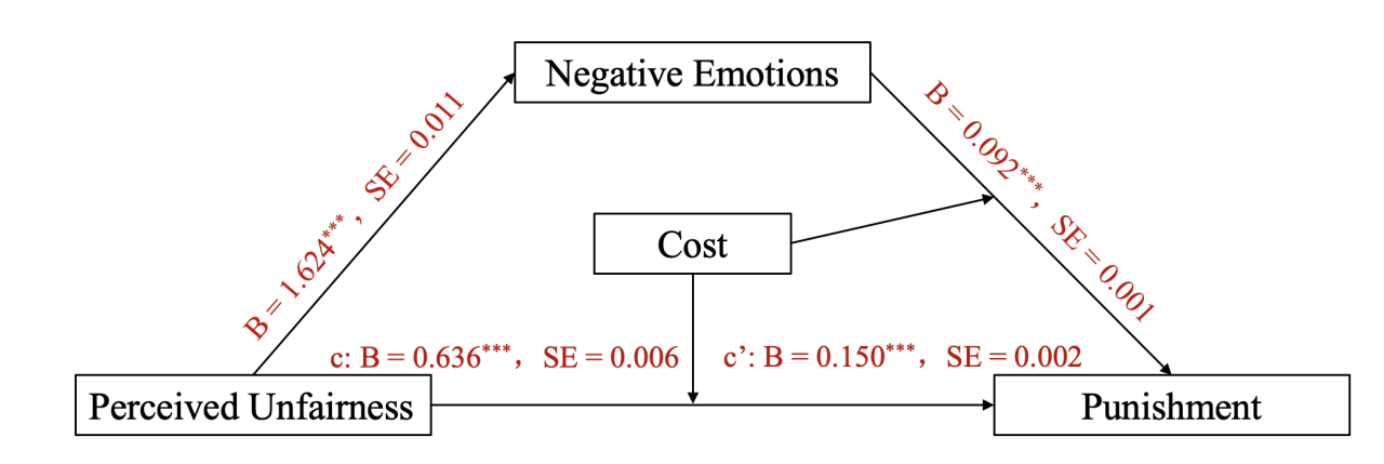 Negative Emotions
B = 1.624***, SE = 0.011
B = 0.092***, SE = 0.001
Cost
c: B = 0.636***, SE = 0.006
c’: B = 0.150***, SE = 0.002
Perceived Unfairness
Punishment